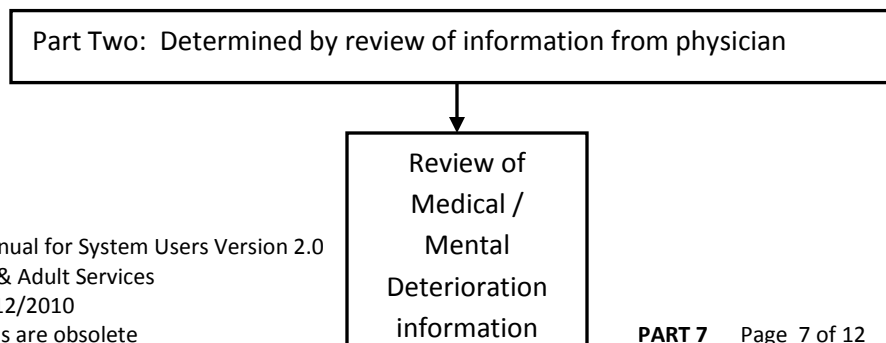 Part Two: Determined by review of information from physician
Review of
Medical /
Mental
Deterioration
information
nual for System Users Version 2.0
& Adult Services
12/2010
s are obsolete
PART 7 Page 7 of 12